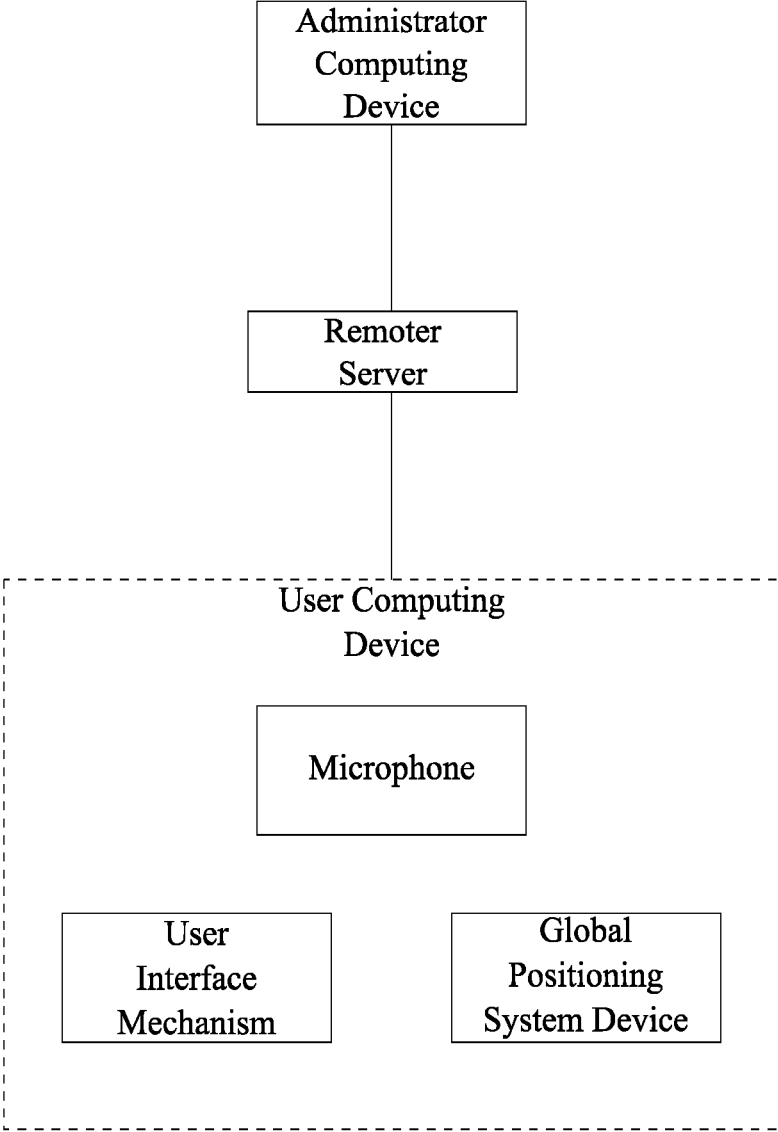 Administrator
Computing
Device
Remoter
Server
User Computing
Device
Microphone
User
Interface
Mechanism
Global
Positioning
System Device